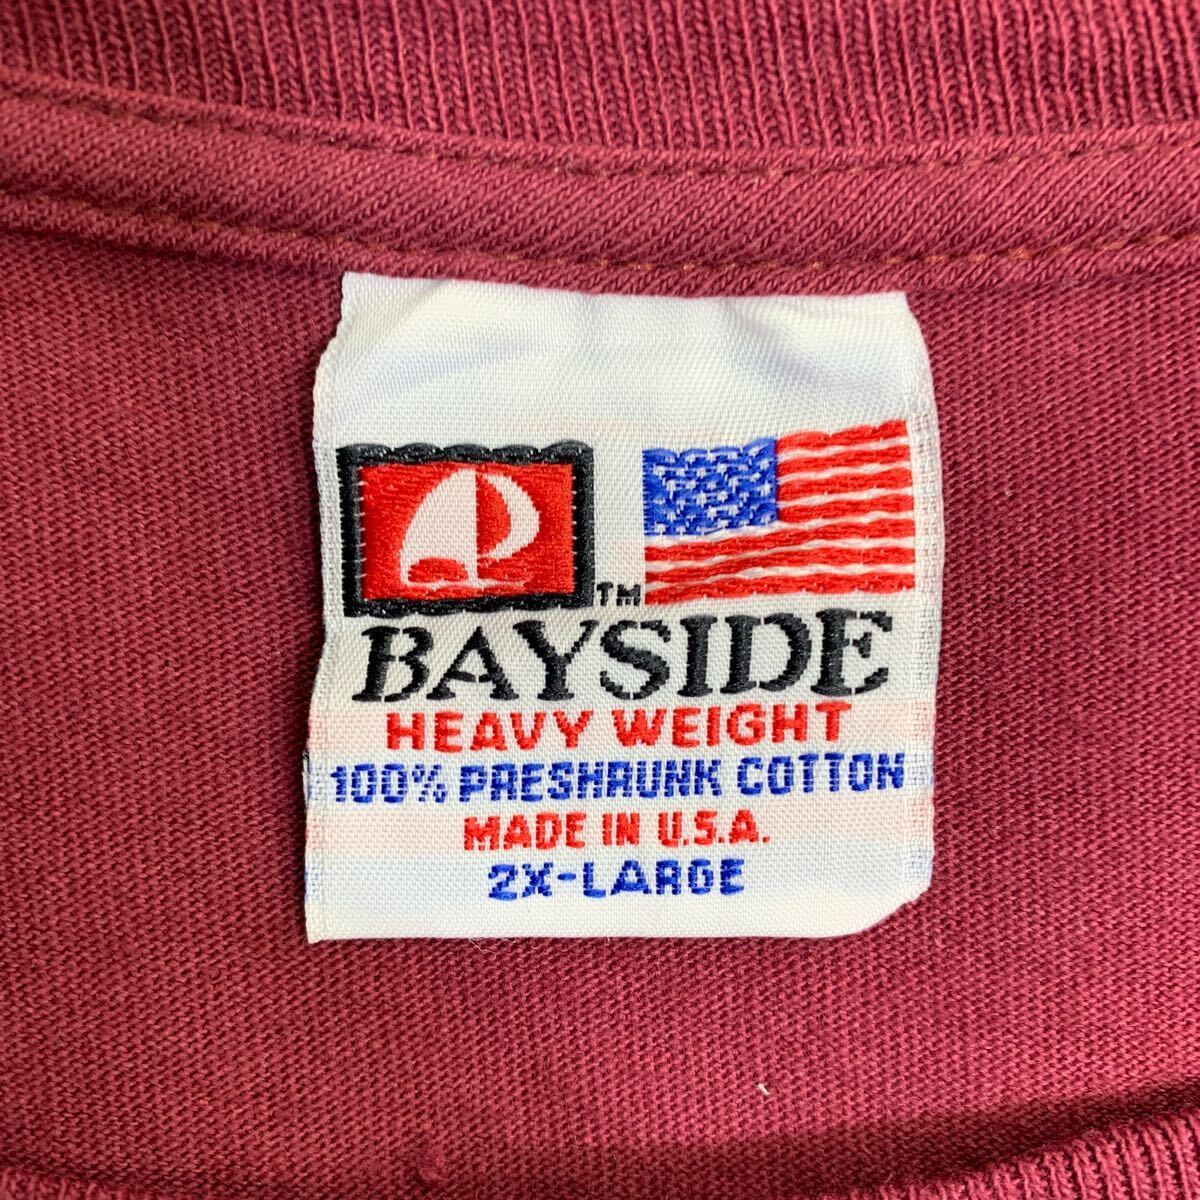 TM
BAYSIDE
HEAVY WEIGHT
100% PRESHRUNK COTTON
MADE IN U.S.A.
2X-LARGE